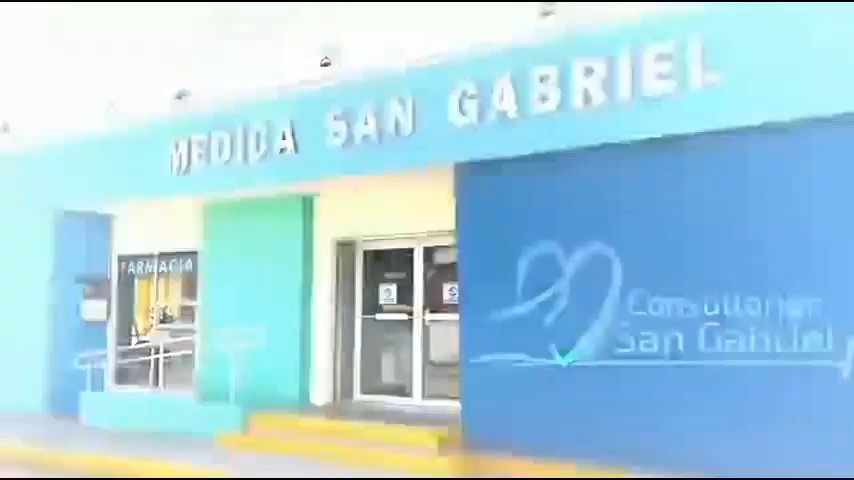 MEDICA SAN GABRIEL
FARMACIA
Consultorios
San Gabriel